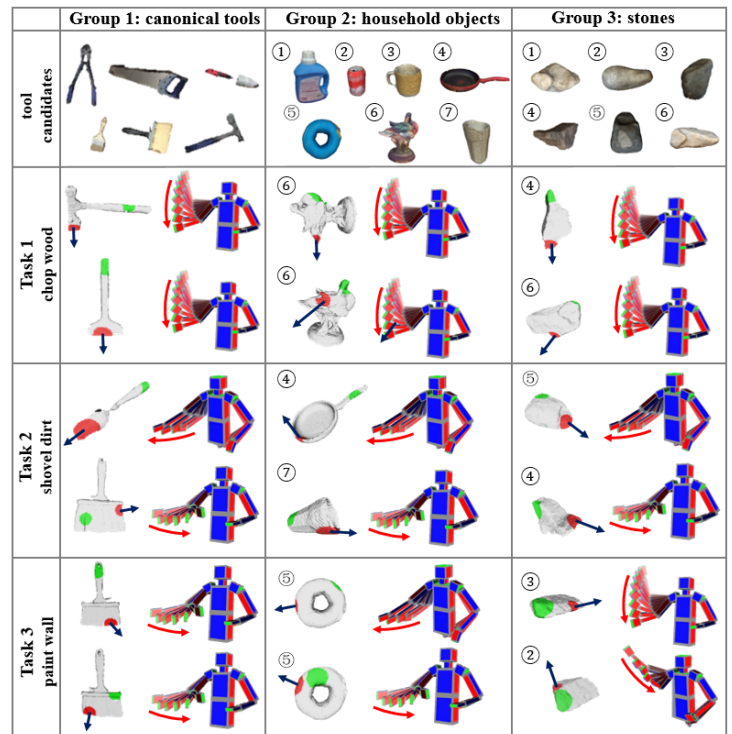 Group 1: canonical tools
Group 2: household objects
Group 3: stones
tool
candidates
① ② ③ ④
⑤ ⑥ ⑦
① ② ③
④ ⑤ ⑥
Task 1
chop wood
⑥
④
⑥
⑥
Task 2
shovel dirt
④
⑤
⑦
④
Task 3
paint wall
⑤
③
⑤
②